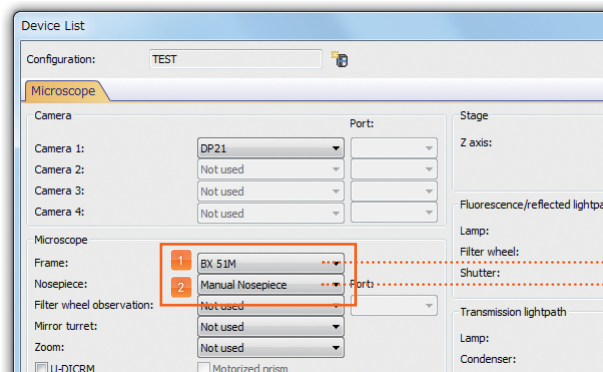 Device List
Configuration: TEST
Microscope
Camera
Port:
Camera 1: DP21
Camera 2: Not used
Camera 3: Not used
Camera 4: Not used
Microscope
Frame: 1 BX 51M
Nosepiece: 2 Manual Nosepiece Port:
Filter wheel observation: Not used
Mirror turret: Not used
Zoom: Not used
U-DICRM Motorized prism
Stage
Z axis:
Fluorescence/reflected lightpa
Lamp:
Filter wheel:
Shutter:
Transmission lightpath
Lamp:
Condenser: